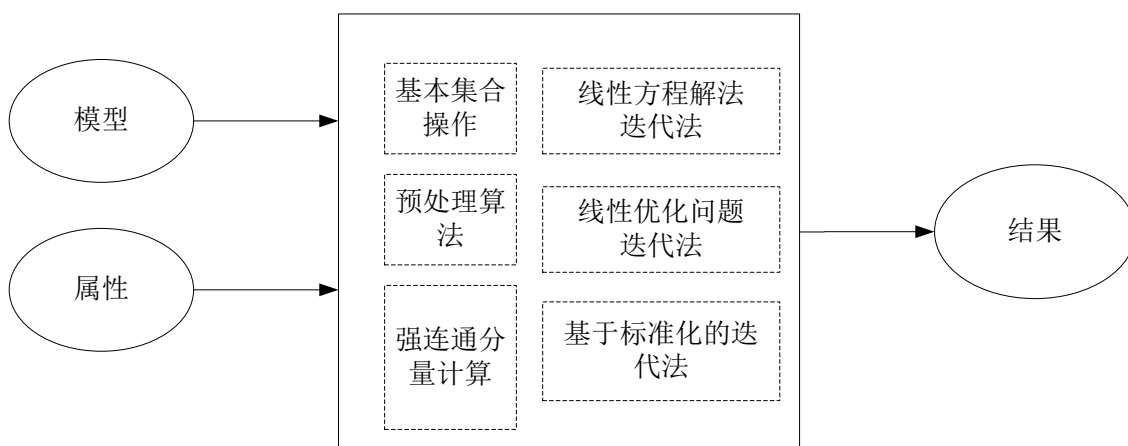 模型
属性
基本集合
操作
预处理算
法
强连通分
量计算
线性方程解法
迭代法
线性优化问题
迭代法
基于标准化的迭
代法
结果